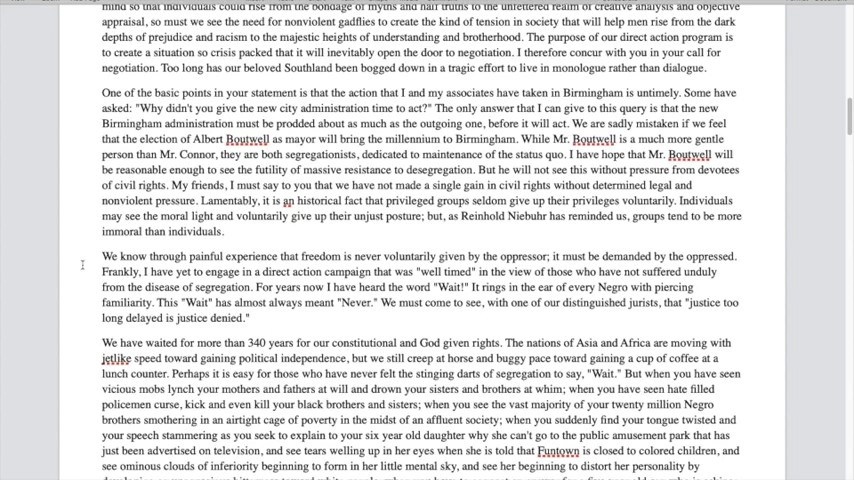 mind so that individuals could rise from the bondage of myths and half truths to the unfettered realm of creative analysis and objective
appraisal, so must we see the need for nonviolent gadflies to create the kind of tension in society that will help men rise from the dark
depths of prejudice and racism to the majestic heights of understanding and brotherhood. The purpose of our direct action program is
to create a situation so crisis packed that it will inevitably open the door to negotiation. I therefore concur with you in your call for
negotiation. Too long has our beloved Southland been bogged down in a tragic effort to live in monologue rather than dialogue.
One of the basic points in your statement is that the action that I and my associates have taken in Birmingham is untimely. Some have
asked: "Why didn't you give the new city administration time to act?" The only answer that I can give to this query is that the new
Birmingham administration must be prodded about as much as the outgoing one, before it will act. We are sadly mistaken if we feel
that the election of Albert Boutwell as mayor will bring the millennium to Birmingham. While Mr. Boutwell is a much more gentle
person than Mr. Connor, they are both segregationists, dedicated to maintenance of the status quo. I have hope that Mr. Boutwell will
be reasonable enough to see the futility of massive resistance to desegregation. But he will not see this without pressure from devotees
of civil rights. My friends, I must say to you that we have not made a single gain in civil rights without determined legal and
nonviolent pressure. Lamentably, it is an historical fact that privileged groups seldom give up their privileges voluntarily. Individuals
may see the moral light and voluntarily give up their unjust posture; but, as Reinhold Niebuhr has reminded us, groups tend to be more
immoral than individuals.
We know through painful experience that freedom is never voluntarily given by the oppressor; it must be demanded by the oppressed.
Frankly, I have yet to engage in a direct action campaign that was "well timed" in the view of those who have not suffered unduly
from the disease of segregation. For years now I have heard the word "Wait!" It rings in the ear of every Negro with piercing
familiarity. This "Wait" has almost always meant "Never." We must come to see, with one of our distinguished jurists, that "justice too
long delayed is justice denied."
We have waited for more than 340 years for our constitutional and God given rights. The nations of Asia and Africa are moving with
jetlike speed toward gaining political independence, but we still creep at horse and buggy pace toward gaining a cup of coffee at a
lunch counter. Perhaps it is easy for those who have never felt the stinging darts of segregation to say, "Wait." But when you have seen
vicious mobs lynch your mothers and fathers at will and drown your sisters and brothers at whim; when you have seen hate filled
policemen curse, kick and even kill your black brothers and sisters; when you see the vast majority of your twenty million Negro
brothers smothering in an airtight cage of poverty in the midst of an affluent society; when you suddenly find your tongue twisted and
your speech stammering as you seek to explain to your six year old daughter why she can't go to the public amusement park that has
just been advertised on television, and see tears welling up in her eyes when she is told that Funtown is closed to colored children, and
see ominous clouds of inferiority beginning to form in her little mental sky, and see her beginning to distort her personality by